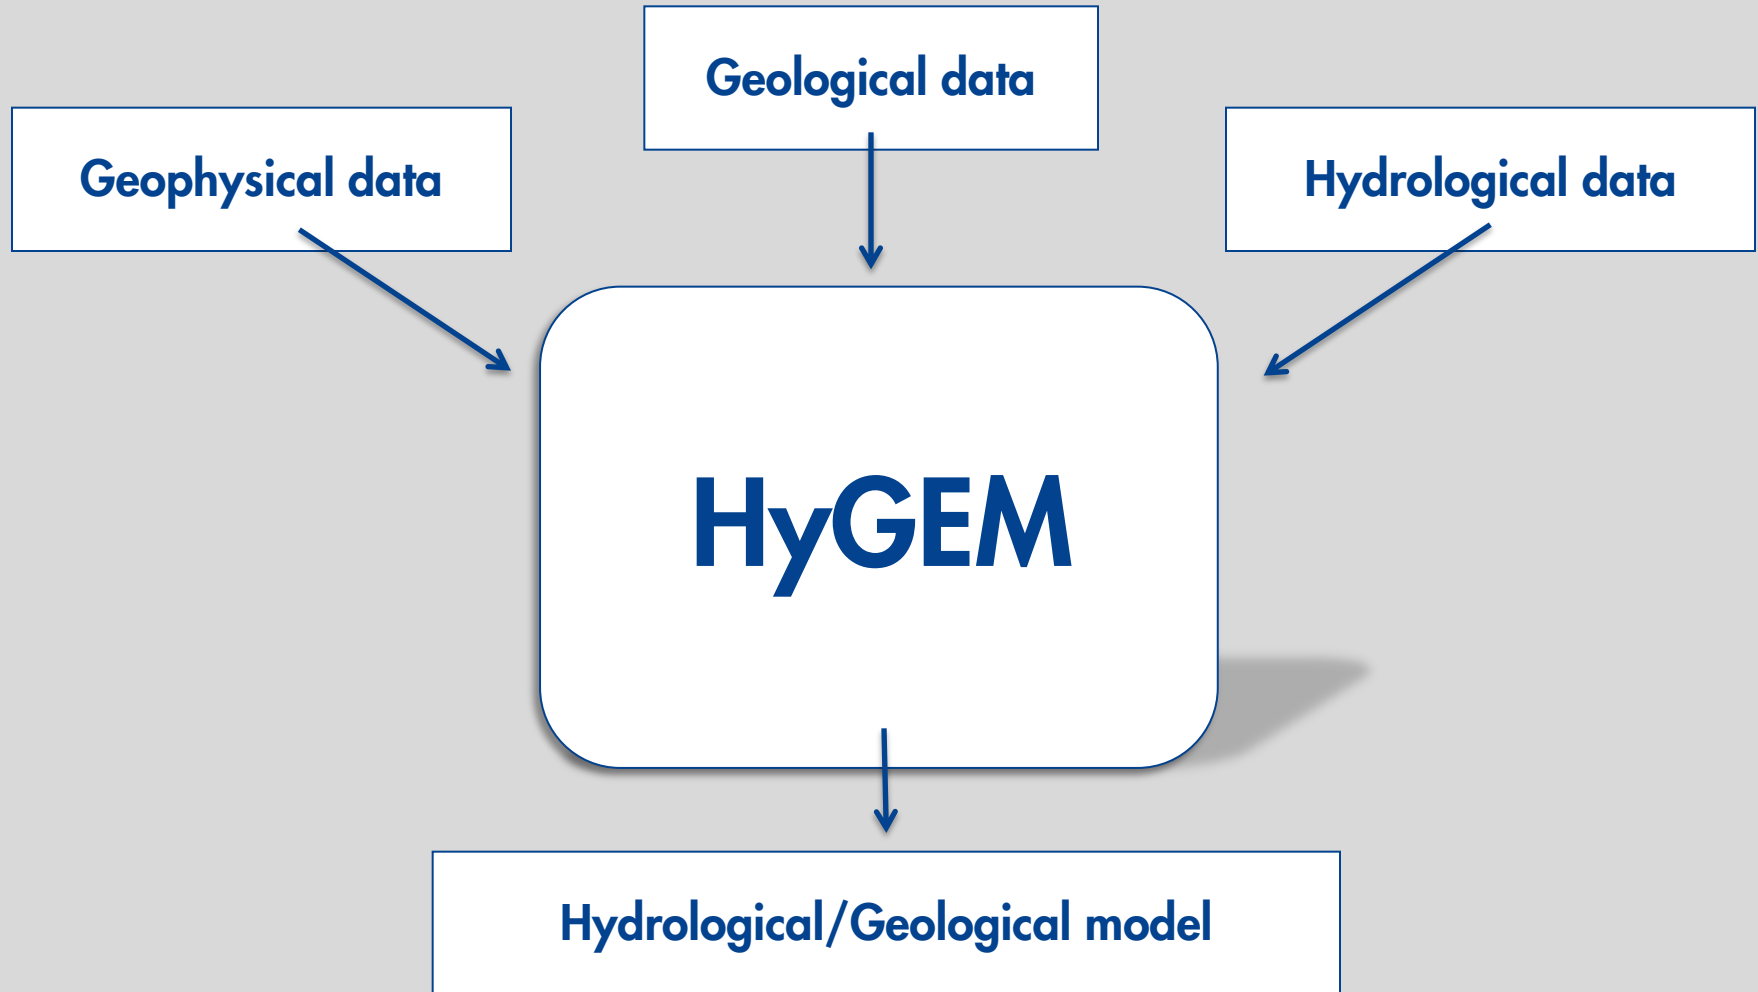 Geological data
Geophysical data
Hydrological data
HyGEM
Hydrological/Geological model